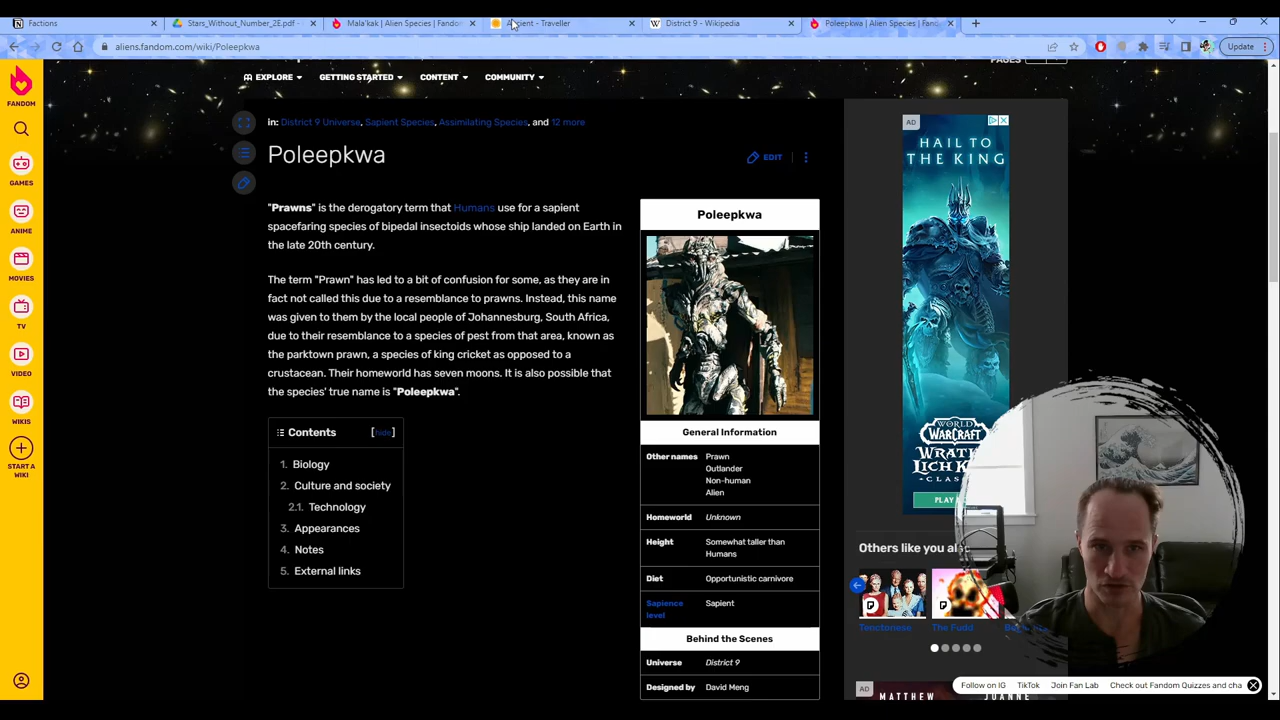 Factions
Stars_Without_Number_2E.pdf -
Mala'kak | Alien Species | Fando
Ancient - Traveller
District 9 - Wikipedia
Poleepkwa | Alien Species | Fand
aliens.fandom.com/wiki/Poleepkwa
Update
EXPLORE
GETTING STARTED
CONTENT
COMMUNITY
PAGES
FANDOM
GAMES
ANIME
MOVIES
TV
VIDEO
WIKIS
START A
WIKI
in: District 9 Universe, Sapient Species, Assimilating Species, and 12 more
Poleepkwa
EDIT
"Prawns" is the derogatory term that Humans use for a sapient
spacefaring species of bipedal insectoids whose ship landed on Earth in
the late 20th century.
The term "Prawn" has led to a bit of confusion for some, as they are in
fact not called this due to a resemblance to prawns. Instead, this name
was given to them by the local people of Johannesburg, South Africa,
due to their resemblance to a species of pest from that area, known as
the parktown prawn, a species of king cricket as opposed to a
crustacean. Their homeworld has seven moons. It is also possible that
the species' true name is "Poleepkwa".
Contents [hide]
1. Biology
2. Culture and society
2.1. Technology
3. Appearances
4. Notes
5. External links
Poleepkwa
General Information
Other names Prawn
Outlander
Non-human
Alien
Homeworld Unknown
Height Somewhat taller than
Humans
Diet Opportunistic carnivore
Sapience Sapient
level
Behind the Scenes
Universe District 9
Designed by David Meng
AD
HAIL TO
THE KING
WORLD
WARCRAFT
WRATH
LICH K
CLASSIC
PLAY
Others like you als
Tenctonese
The Fudd
AD
MATTHEW
JOANNE
Follow on IG
TikTok
Join Fan Lab
Check out Fandom Quizzes and cha